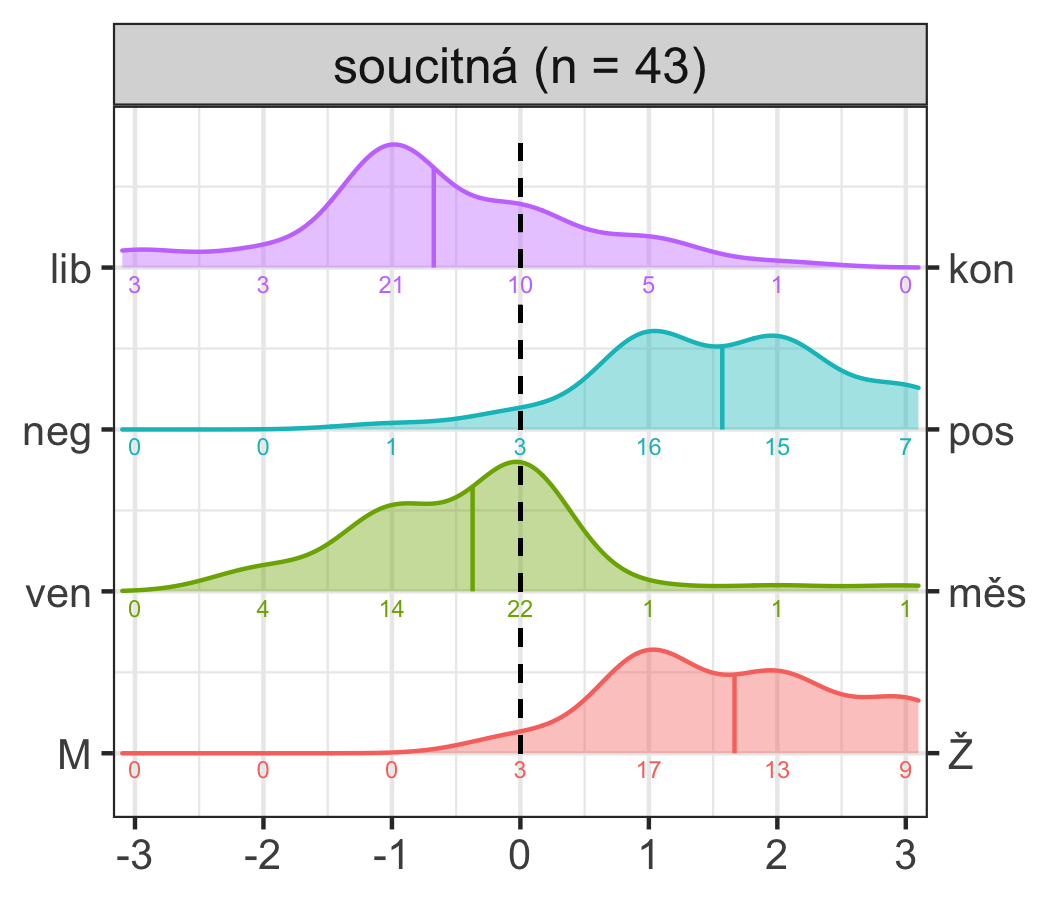 soucitná (n = 43)
lib kon
3 3 21 10 5 1 0
neg pos
0 0 1 3 16 15 7
ven měs
0 4 14 22 1 1 1
M Ž
0 0 0 3 17 13 9
-3 -2 -1 0 1 2 3